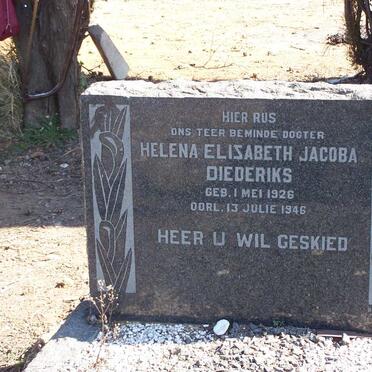 HIER RUS
ONS TEER BEMINDE DOGTER
HELENA ELIZABETH JACOBA
DIEDERIKS
GEB. 1 MEI 1926
OORL. 13 JULIE 1946
HEER U WIL GESKIED